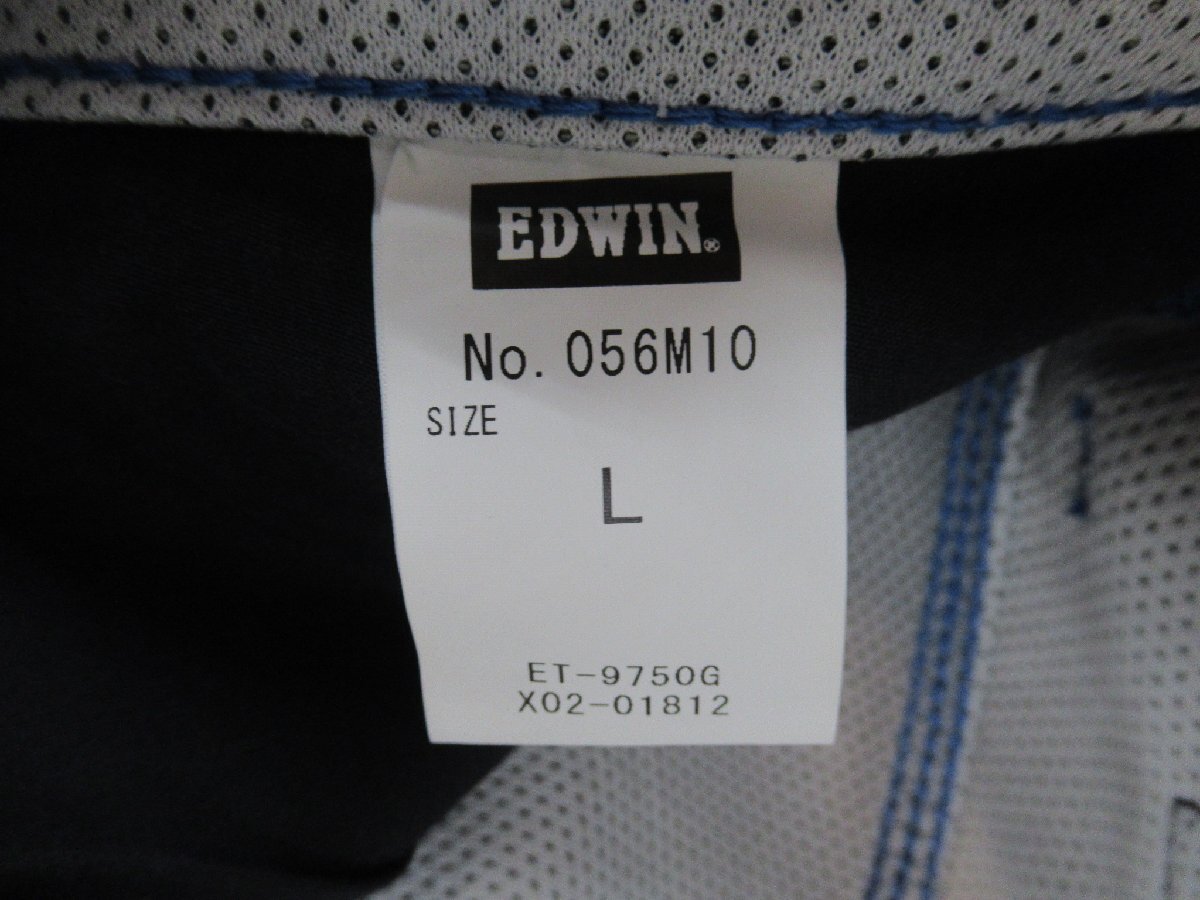 EDWIN®
No. 056M10
SIZE
L
ET-9750G
X02-01812